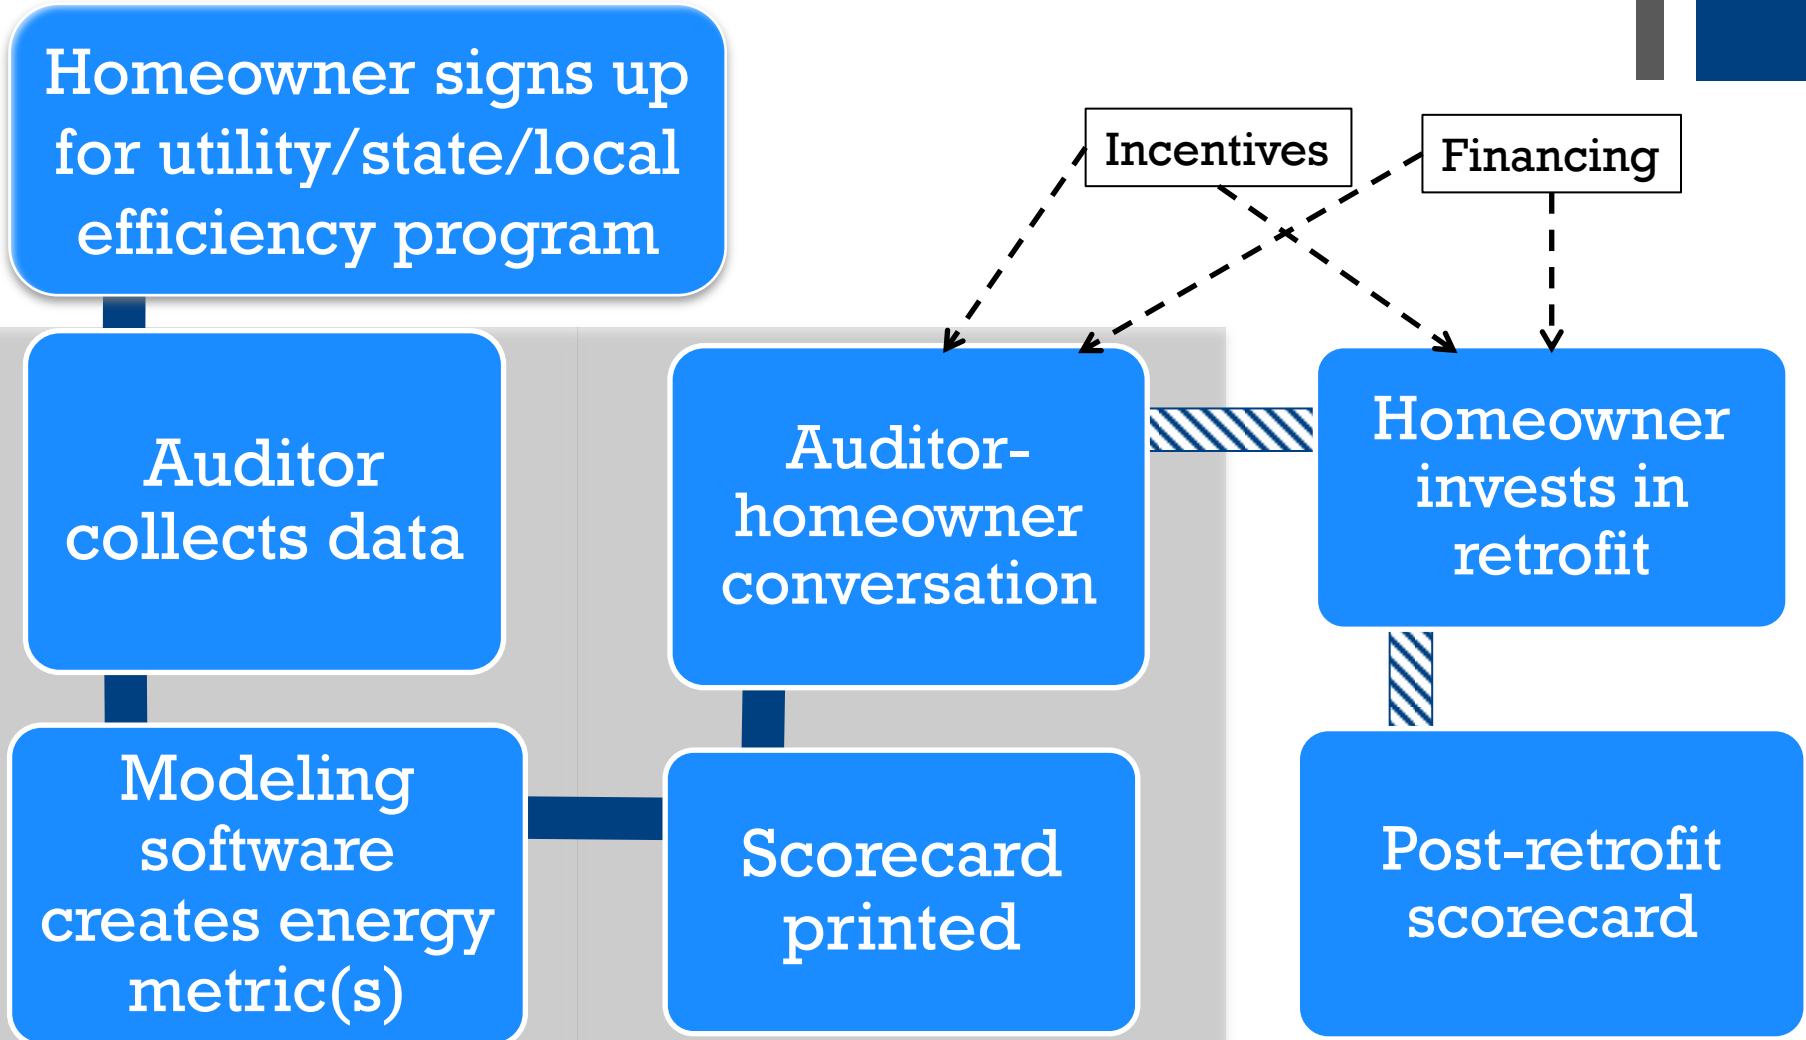 Homeowner signs up
for utility/state/local
efficiency program
Incentives
Financing
Auditor
collects data
Modeling
software
creates energy
metric(s)
Scorecard
printed
Auditor-
homeowner
conversation
Homeowner
invests in
retrofit
Post-retrofit
scorecard